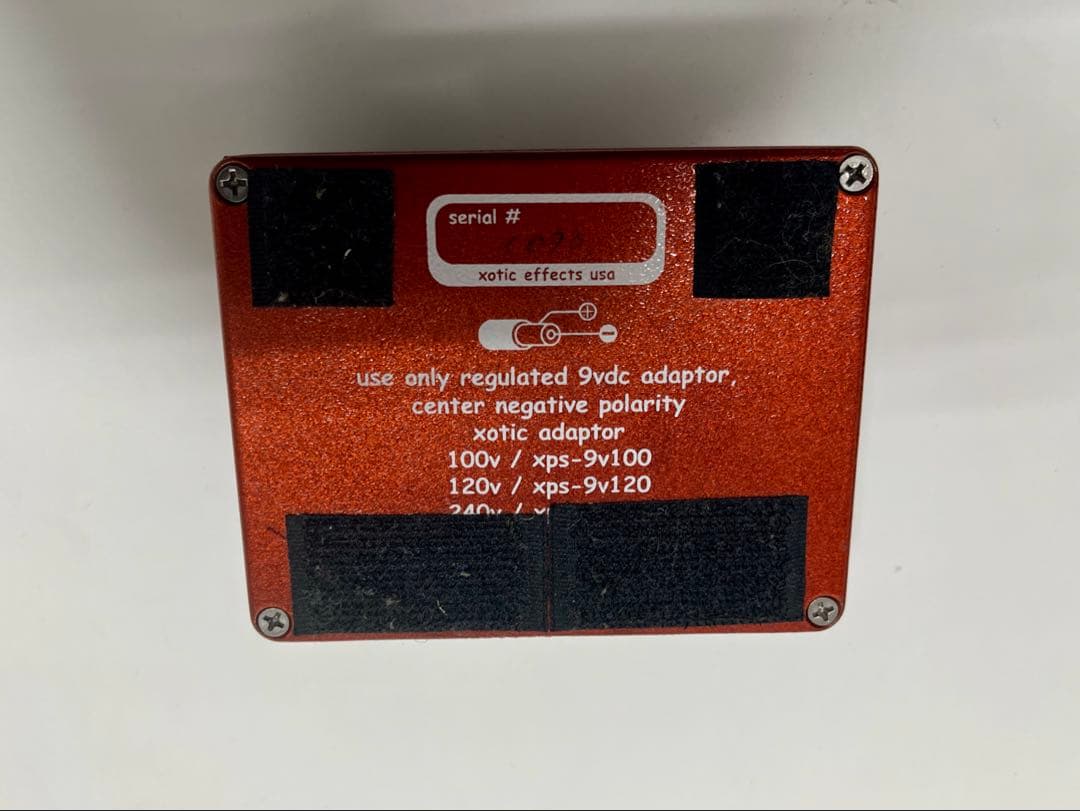 serial #
xotic effects usa
use only regulated 9vdc adaptor,
center negative polarity
xotic adaptor
100v / xps-9v100
120v / xps-9v120
240v /